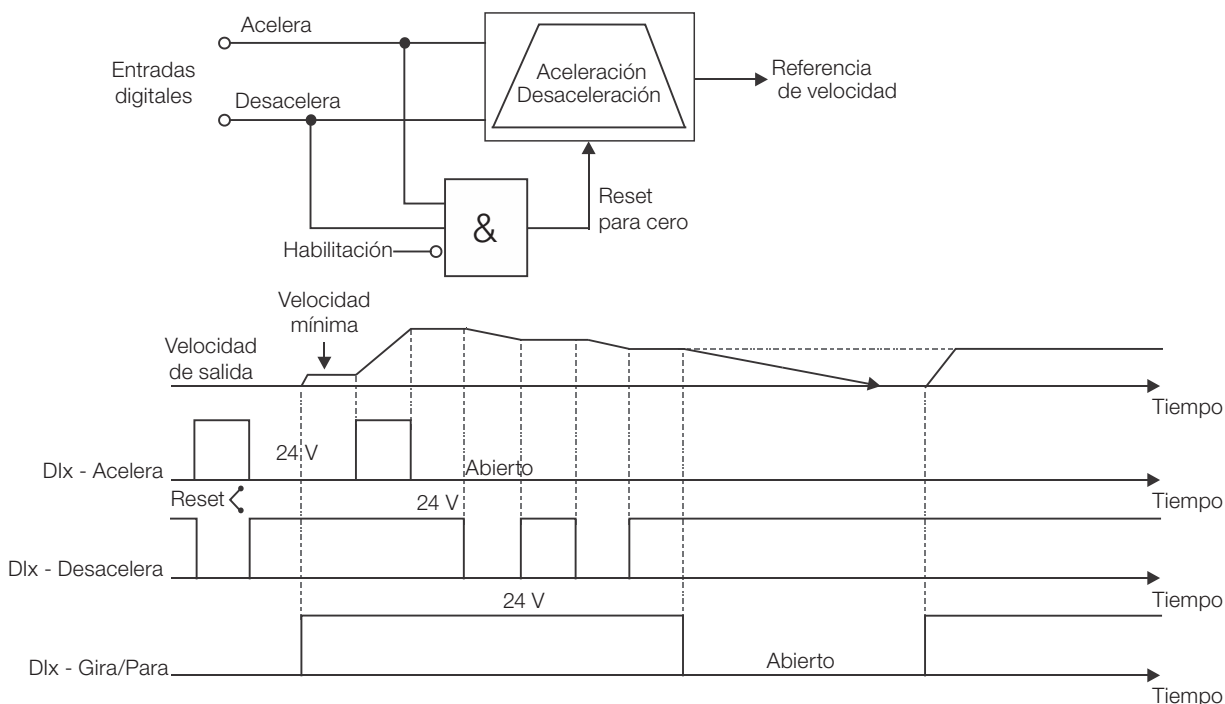 Acelera
Entradas
digitales
Desacelera
Aceleración
Desaceleración
Referencia
de velocidad
Reset
para cero
&
Habilitación
Velocidad
mínima
Velocidad
de salida
Tiempo
24 V
DIx - Acelera
Abierto
Tiempo
Reset
24 V
DIx - Desacelera
Tiempo
24 V
DIx - Gira/Para
Abierto
Tiempo